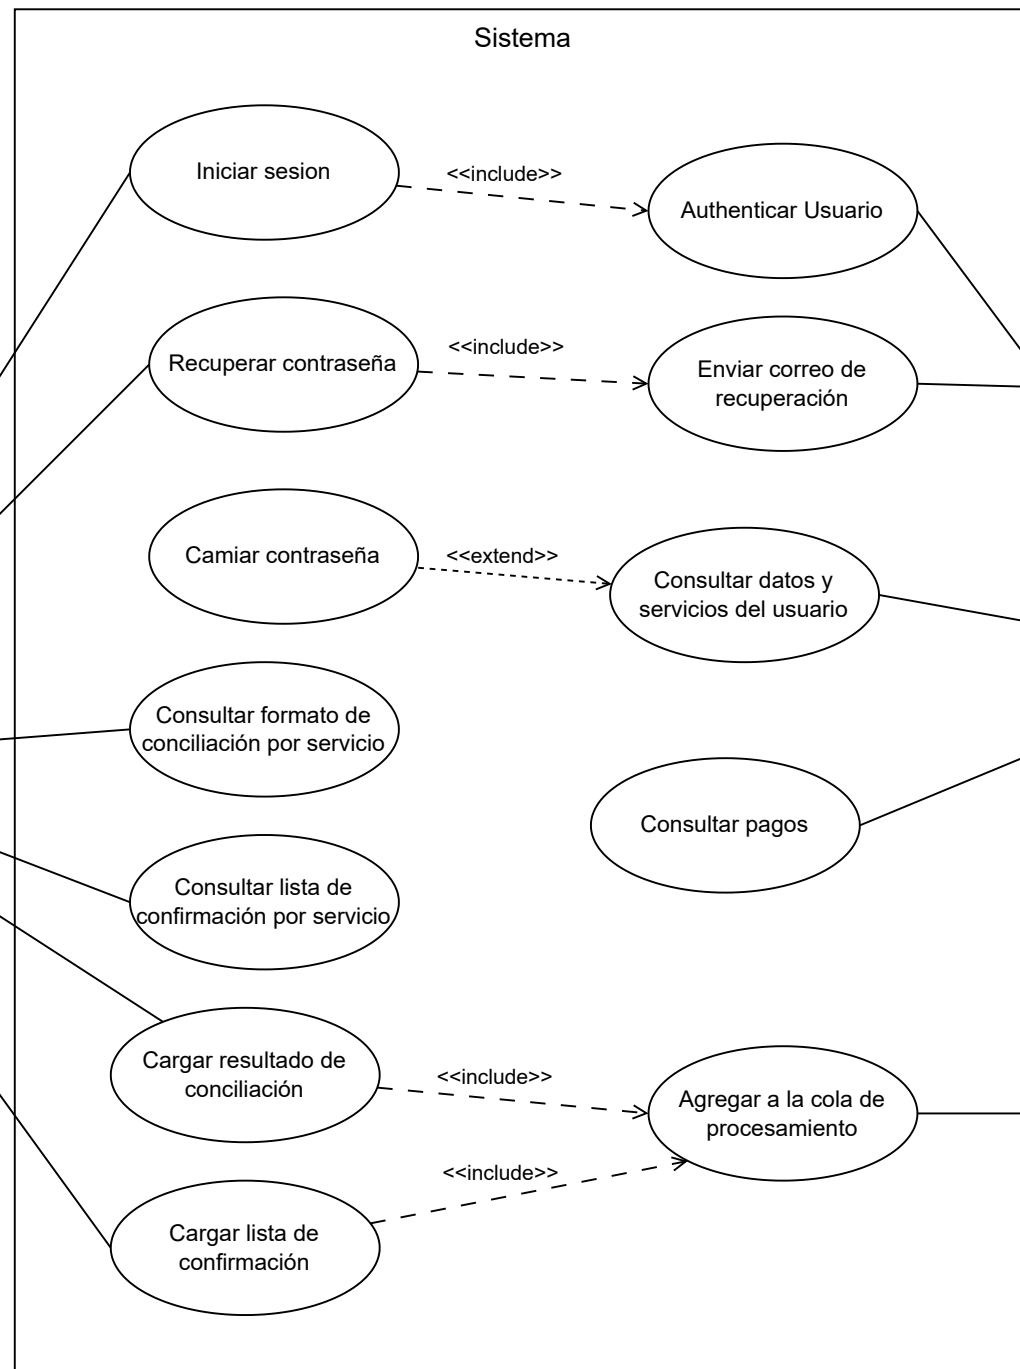 Sistema
Iniciar sesion
<<include>>
Authenticar Usuario
Recuperar contraseña
<<include>>
Enviar correo de
recuperación
Camiar contraseña
<<extend>>
Consultar datos y
servicios del usuario
Consultar formato de
conciliación por servicio
Consultar pagos
Consultar lista de
confirmación por servicio
Cargar resultado de
conciliación
<<include>>
Agregar a la cola de
procesamiento
<<include>>
Cargar lista de
confirmación